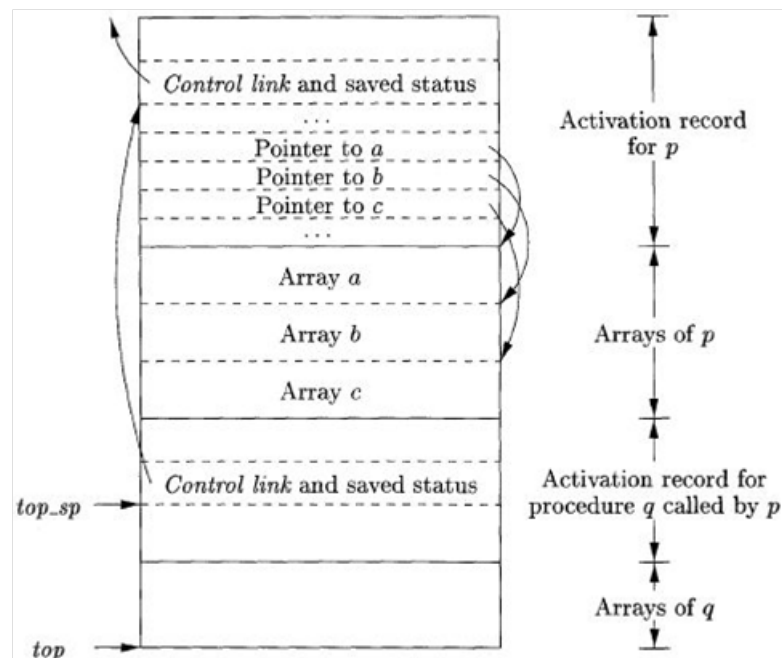 Control link and saved status
...
Pointer to a
Pointer to b
Pointer to c
...
Activation record
for p
Array a
Array b
Array c
Arrays of p
Control link and saved status
top_sp
Activation record for
procedure q called by p
Arrays of q
top